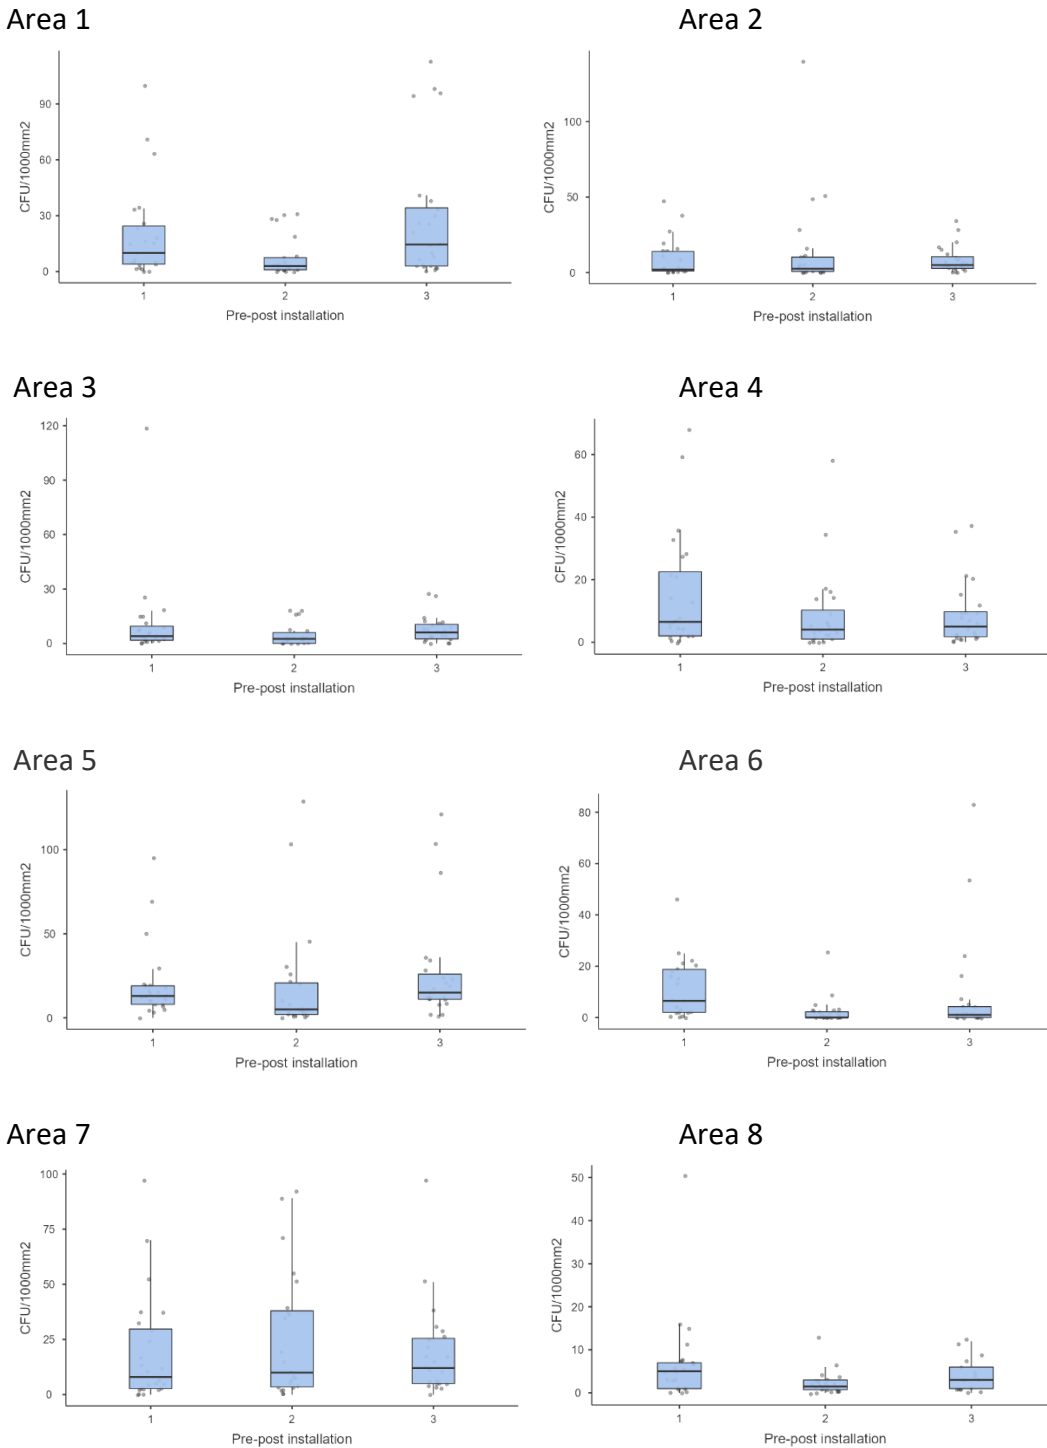 Area 1
Area 2
CFU/1000mm2
90
60
30
0
1
2
3
Pre-post installation
CFU/1000mm2
100
50
0
1
2
3
Pre-post installation
Area 3
Area 4
CFU/1000mm2
120
90
60
30
0
1
2
3
Pre-post installation
CFU/1000mm2
60
40
20
0
1
2
3
Pre-post installation
Area 5
Area 6
CFU/1000mm2
100
50
0
1
2
3
Pre-post installation
CFU/1000mm2
80
60
40
20
0
1
2
3
Pre-post installation
Area 7
Area 8
CFU/1000mm2
100
75
50
25
0
1
2
3
Pre-post installation
CFU/1000mm2
50
40
30
20
10
0
1
2
3
Pre-post installation